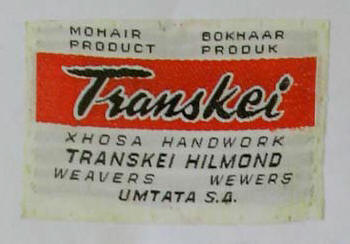 MOHAIR BOKHAAR
PRODUCT PRODUK
Transkei
XHOSA HANDWORK
TRANSKEI HILMOND
WEAVERS WEWERS
UMTATA S.A.